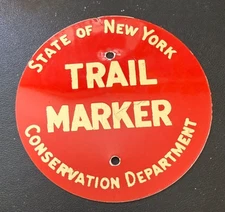 STATE OF NEW YORK
TRAIL
MARKER
CONSERVATION DEPARTMENT